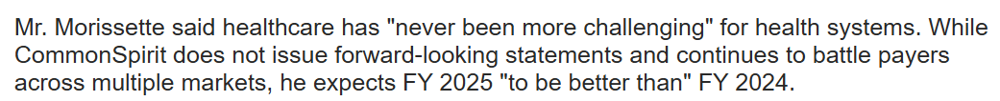 Mr. Morissette said healthcare has "never been more challenging" for health systems. While
CommonSpirit does not issue forward-looking statements and continues to battle payers
across multiple markets, he expects FY 2025 "to be better than" FY 2024.